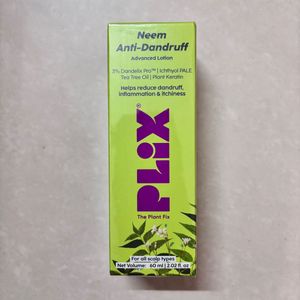 Neem
Anti-Dandruff
Advanced Lotion
3% Dandelix Pro™ | Ichthyol PALE
Tea Tree Oil | Plant Keratin
Helps reduce dandruff,
inflammation & itchiness
PLiX®
The Plant Fix
For all scalp types
Net Volume: 60 ml | 2.02 fl. oz